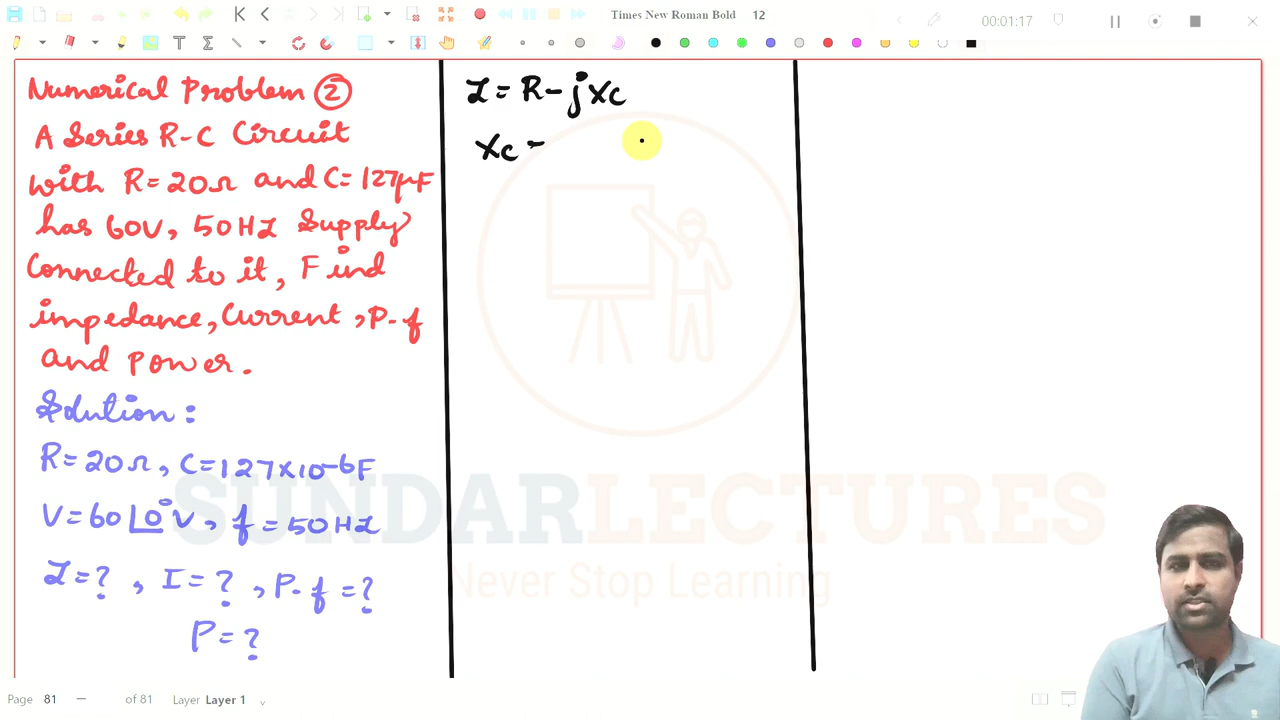 Times New Roman Bold 12
00:01:17
Numerical Problem ②
A Series R-C Circuit
with R=20Ω and C=127μF
has 60V, 50HZ Supply
Connected to it, Find
impedance, Current, P-f
and Power.
Solution:
R=20Ω, C=127×10⁻⁶F
V=60∠0°V, f=50HZ
Z=?, I=?, P-f=?
P=?
Z=R-jXc
Xc -
SUNDARLECTURES
Never Stop Learning
Page 81 of 81 Layer Layer 1